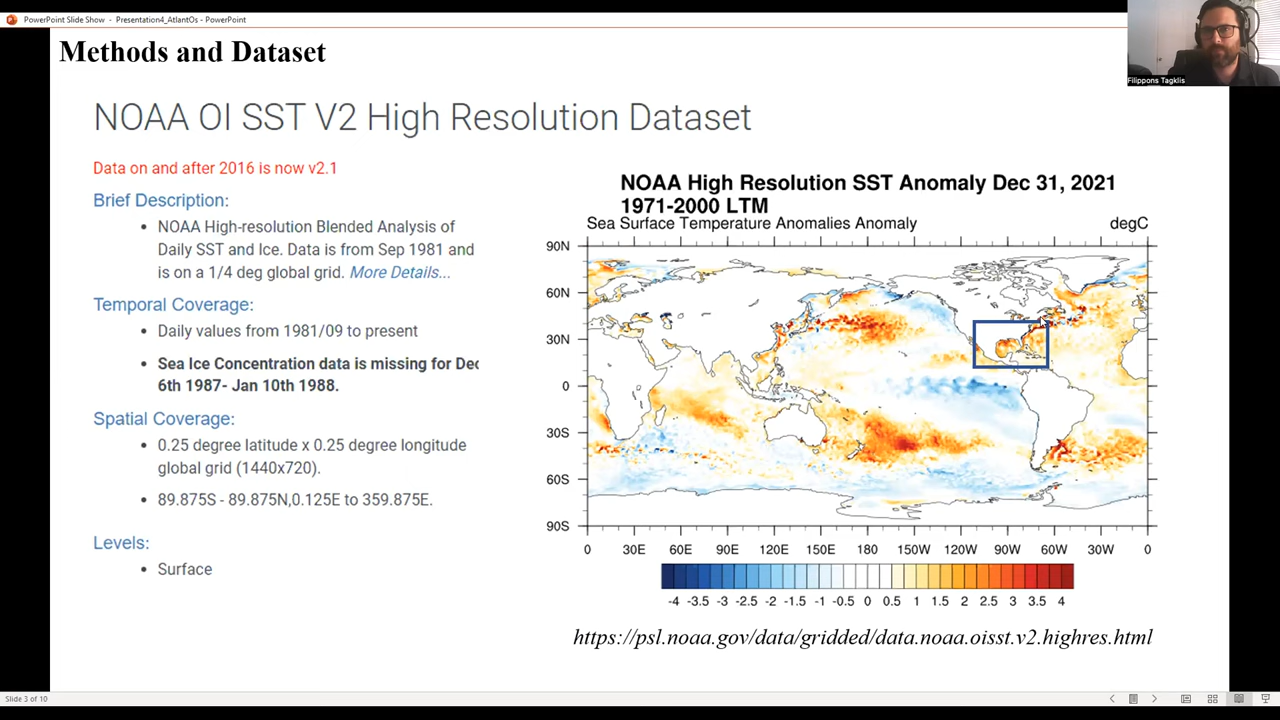 PowerPoint Slide Show - Presentation4_AtlantOs - PowerPoint
Filippons Tagklis
Methods and Dataset
NOAA OI SST V2 High Resolution Dataset
Data on and after 2016 is now v2.1
Brief Description:
• NOAA High-resolution Blended Analysis of
Daily SST and Ice. Data is from Sep 1981 and
is on a 1/4 deg global grid. More Details...
Temporal Coverage:
• Daily values from 1981/09 to present
• Sea Ice Concentration data is missing for Dec
6th 1987- Jan 10th 1988.
Spatial Coverage:
• 0.25 degree latitude x 0.25 degree longitude
global grid (1440x720).
• 89.875S - 89.875N,0.125E to 359.875E.
Levels:
• Surface
NOAA High Resolution SST Anomaly Dec 31, 2021
1971-2000 LTM
Sea Surface Temperature Anomalies Anomaly degC
90N
60N
30N
0
30S
60S
90S
0 30E 60E 90E 120E 150E 180 150W 120W 90W 60W 30W 0
-4 -3.5 -3 -2.5 -2 -1.5 -1 -0.5 0 0.5 1 1.5 2 2.5 3 3.5 4
https://psl.noaa.gov/data/gridded/data.noaa.oisst.v2.highres.html
Slide 3 of 10